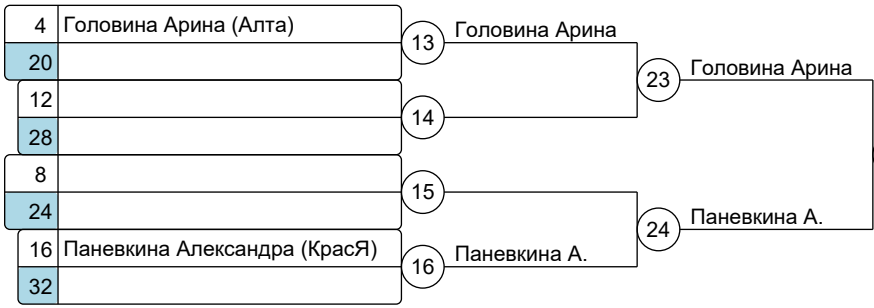 4 Головина Арина (Алта)
13 Головина Арина
20
23 Головина Арина
12
14
28
8
15
24
24 Паневкина А.
16 Паневкина Александра (КрасЯ)
16 Паневкина А.
32